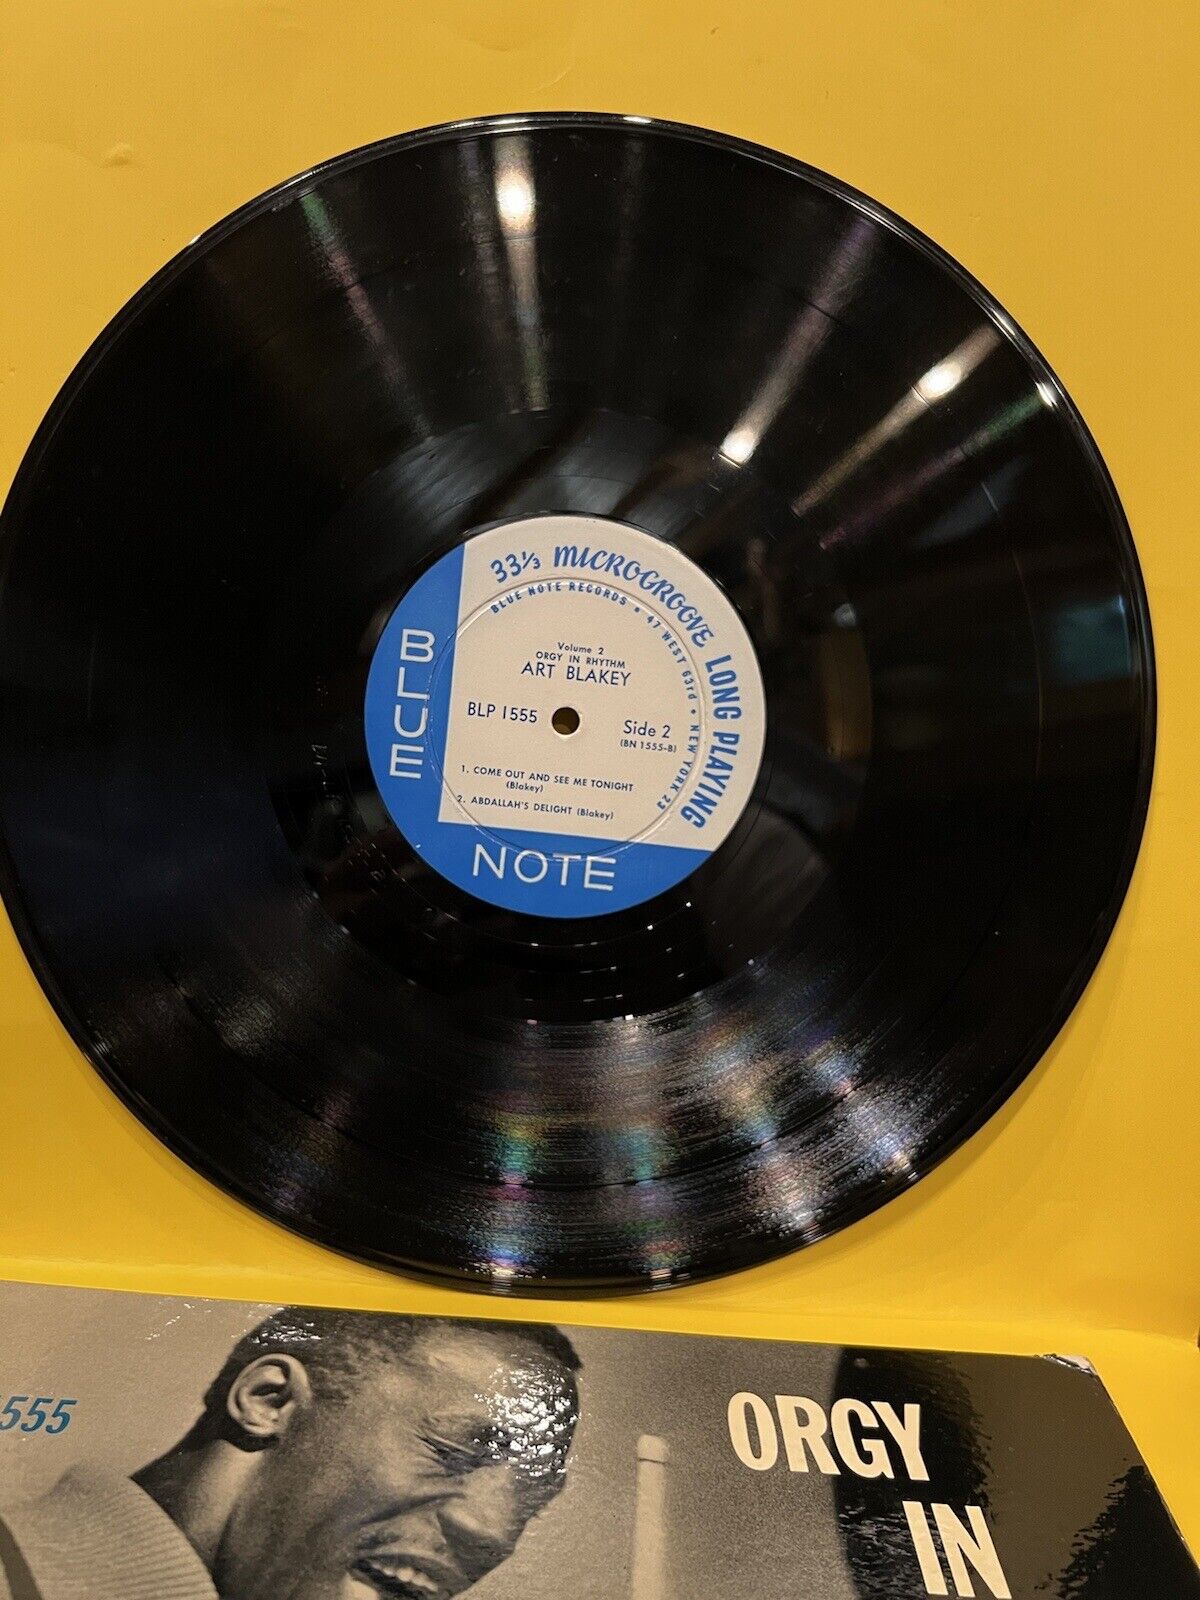 33⅓ MICROGROOVE LONG PLAYING
BLUE NOTE RECORDS • 47 WEST 63rd • NEW YORK 23
Volume 2
ORGY IN RHYTHM
ART BLAKEY
BLP 1555
Side 2
(BN 1555-B)
1. COME OUT AND SEE ME TONIGHT
(Blakey)
2. ABDALLAH'S DELIGHT (Blakey)
BLUE
NOTE
1555
ORGY
IN